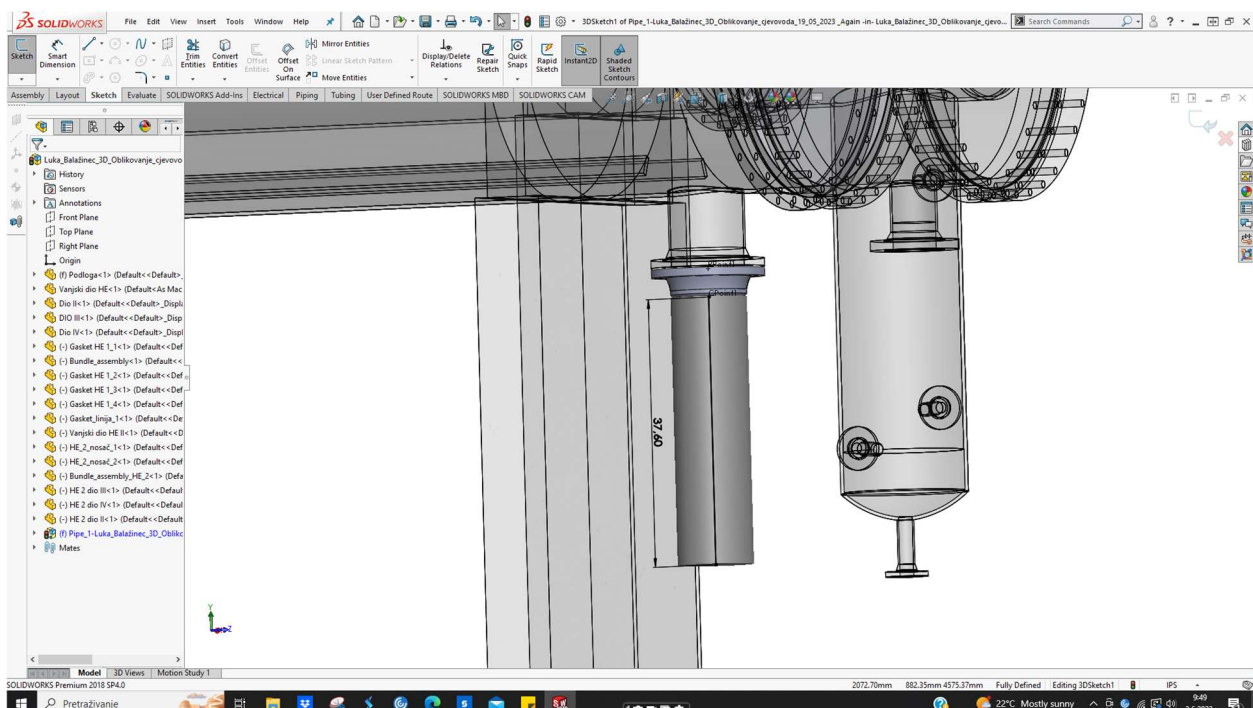 SOLIDWORKS File Edit View Insert Tools Window Help 3DSketch1 of Pipe_1-Luka_Balažinec_3D_Oblikovanje_cjevovoda_19_05_2023_Again -in- Luka_Balažinec_3D_Oblikovanje_cjevo... Search Commands
Sketch Smart Dimension Trim Entities Convert Entities Offset Entities Offset On Surface Mirror Entities Linear Sketch Pattern Move Entities Display/Delete Relations Repair Sketch Quick Snaps Rapid Sketch Instant2D Shaded Sketch Contours
Assembly Layout Sketch Evaluate SOLIDWORKS Add-Ins Electrical Piping Tubing User Defined Route SOLIDWORKS MBD SOLIDWORKS CAM
Luka_Balažinec_3D_Oblikovanje_cjevovo
History
Sensors
Annotations
Front Plane
Top Plane
Right Plane
Origin
(f) Podloga<1> (Default<<Default>_
Vanjski dio HE<1> (Default<As Mac
Dio II<1> (Default<<Default>_Displa
DIO III<1> (Default<<Default>_Disp
Dio IV<1> (Default<<Default>_Displ
(-) Gasket HE 1_1<1> (Default<<Def
(-) Bundle_assembly<1> (Default<<
(-) Gasket HE 1_2<1> (Default<<Def
(-) Gasket HE 1_3<1> (Default<<Def
(-) Gasket HE 1_4<1> (Default<<Def
(-) Gasket_linija_1<1> (Default<<De
(-) Vanjski dio HE II<1> (Default<<D
(-) HE_2_nosač_1<1> (Default<<Def
(-) HE_2_nosač_2<1> (Default<<Def
(-) Bundle_assembly_HE_2<1> (Defa
(-) HE 2 dio III<1> (Default<<Defaul
(-) HE 2 dio IV<1> (Default<<Defaul
(-) HE 2 dio II<1> (Default<<Default
(f) Pipe_1-Luka_Balažinec_3D_Obliko
Mates
CPoint1
37,60
Y
Z
Model 3D Views Motion Study 1
SOLIDWORKS Premium 2018 SP4.0 2072.70mm 882.35mm 4575.37mm Fully Defined Editing 3DSketch1 IPS
Pretraživanje 22°C Mostly sunny 9:49